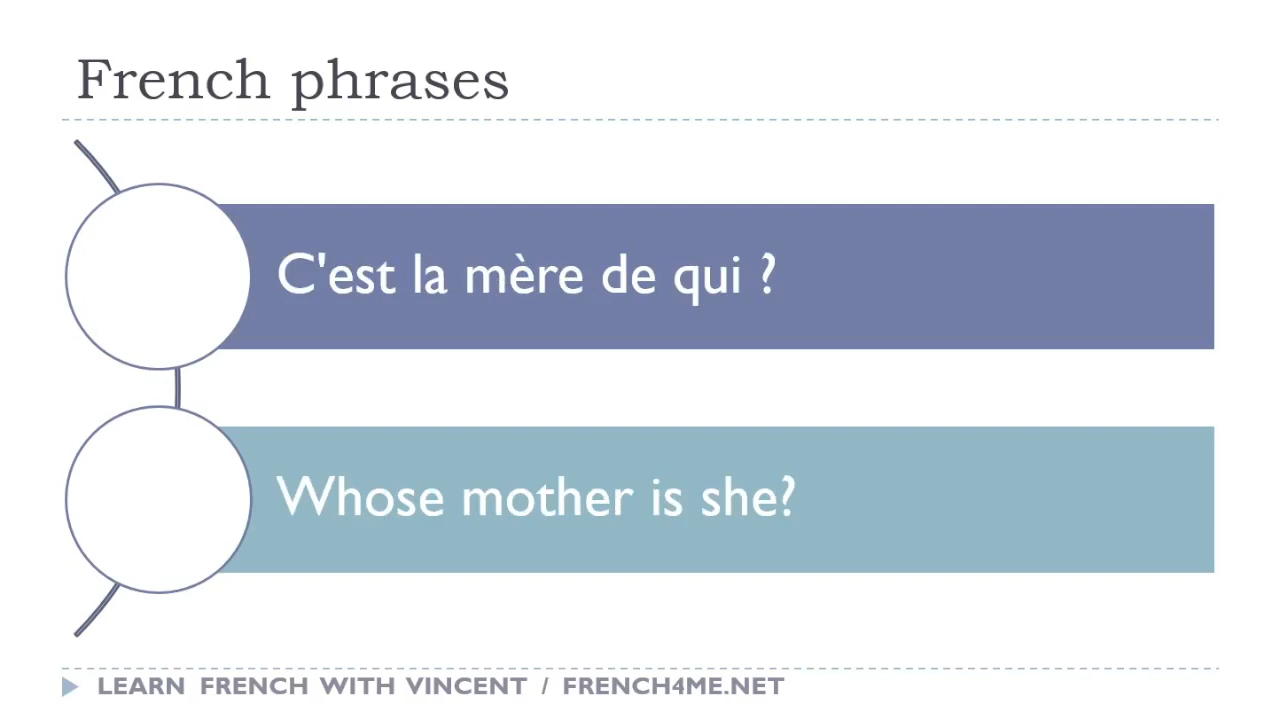 French phrases
C'est la mère de qui ?
Whose mother is she?
LEARN FRENCH WITH VINCENT / FRENCH4ME.NET